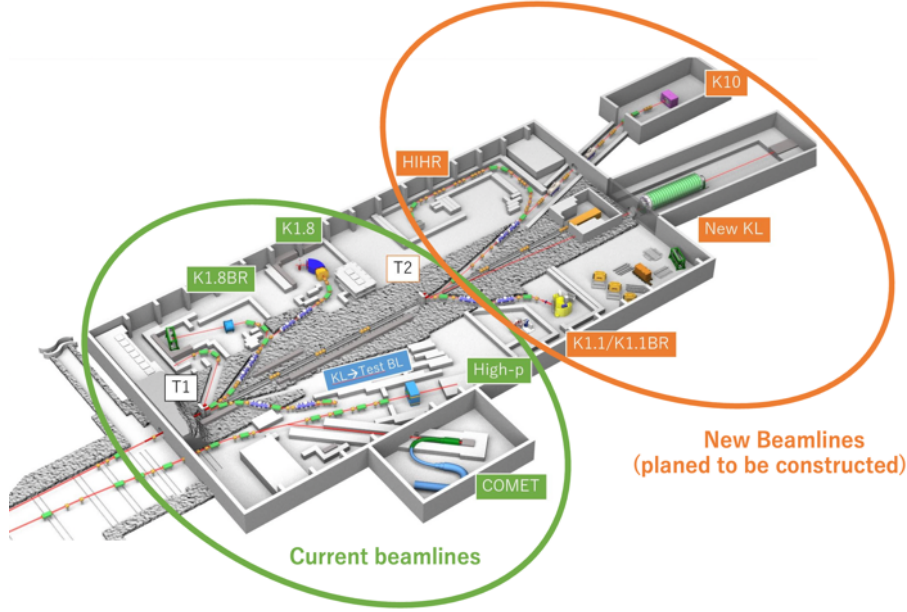 K10
HIHR
K1.8
New KL
T2
K1.8BR
K1.1/K1.1BR
KL→Test BL
High-p
T1
New Beamlines
(planed to be constructed)
COMET
Current beamlines